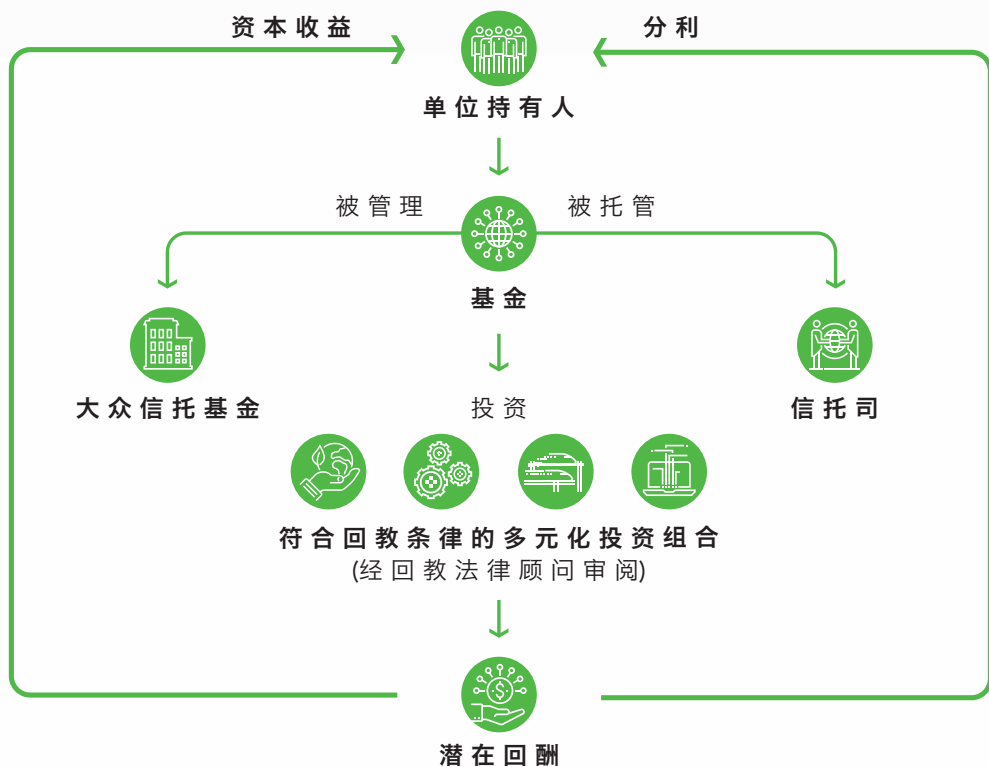 资本收益
分利
单位持有人
被管理
被托管
基金
大众信托基金
投资
信托司
符合回教条律的多元化投资组合
(经回教法律顾问审阅)
$
潜在回酬